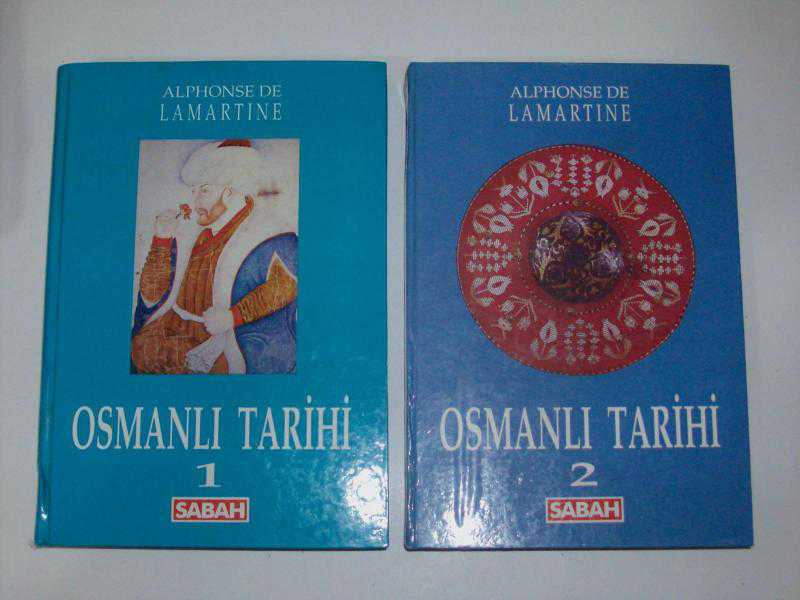 ALPHONSE DE
LAMARTINE
OSMANLI TARİHİ
1
SABAH
ALPHONSE DE
LAMARTINE
OSMANLI TARİHİ
2
SABAH